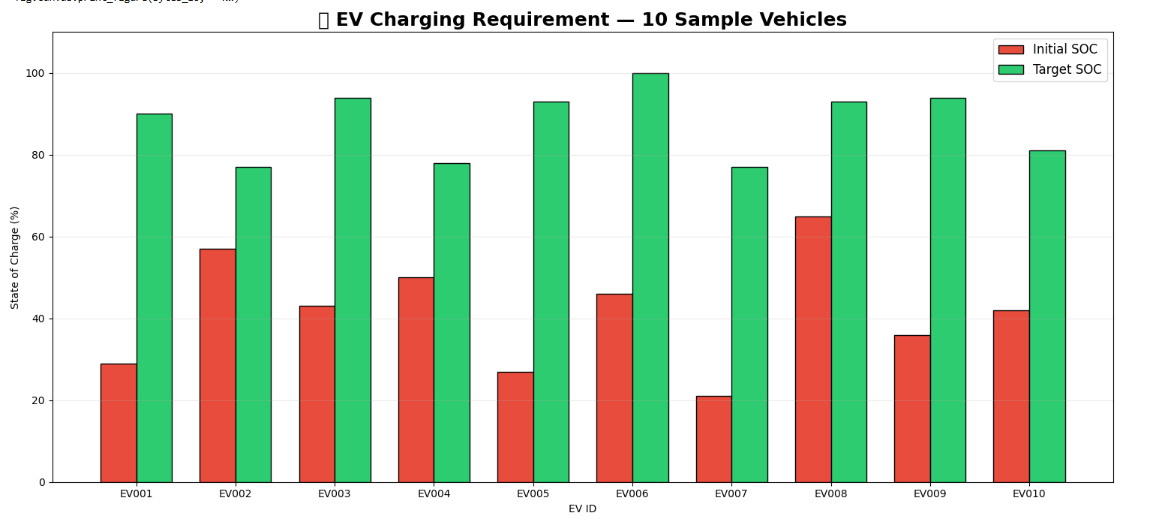 EV Charging Requirement — 10 Sample Vehicles
Initial SOC
Target SOC
State of Charge (%)
100
80
60
40
20
0
EV001 EV002 EV003 EV004 EV005 EV006 EV007 EV008 EV009 EV010
EV ID